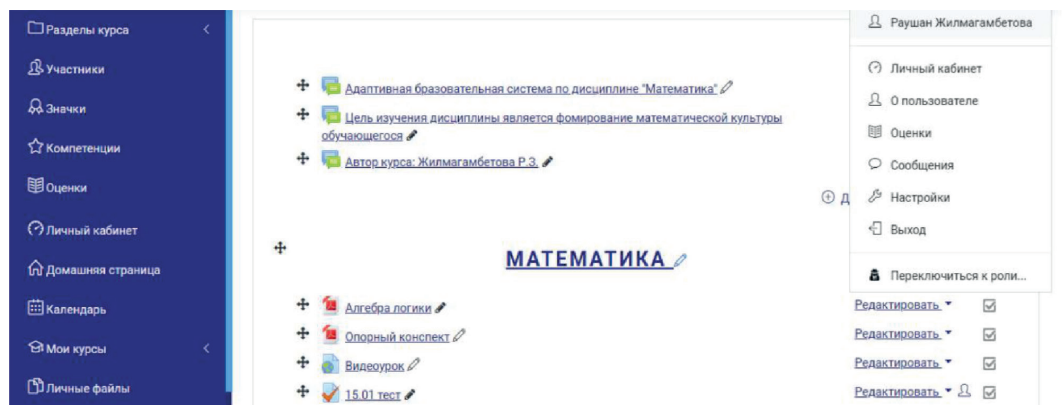 Разделы курса
Участники
Значки
Компетенции
Оценки
Личный кабинет
Домашняя страница
Календарь
Мои курсы
Личные файлы
Адаптивная бразовательная система по дисциплине "Математика"
Цель изучения дисциплины является фомирование математической культуры
обучающегося
Автор курса: Жилмагамбетова Р.З.
Д
МАТЕМАТИКА
Алгебра логики
Редактировать
Опорный конспект
Редактировать
Видеоурок
Редактировать
15.01 тест
Редактировать
Раушан Жилмагамбетова
Личный кабинет
О пользователе
Оценки
Сообщения
Настройки
Выход
Переключиться к роли...